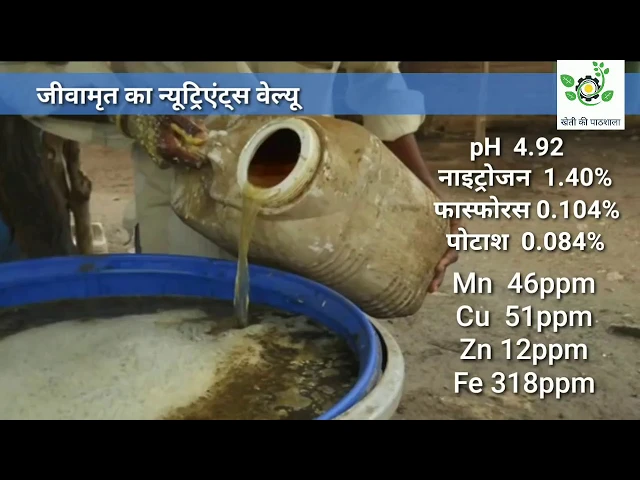 जीवामृत का न्यूट्रिएंट्स वेल्यू
खेती की पाठशाला
pH 4.92
नाइट्रोजन 1.40%
फास्फोरस 0.104%
पोटाश 0.084%
Mn 46ppm
Cu 51ppm
Zn 12ppm
Fe 318ppm